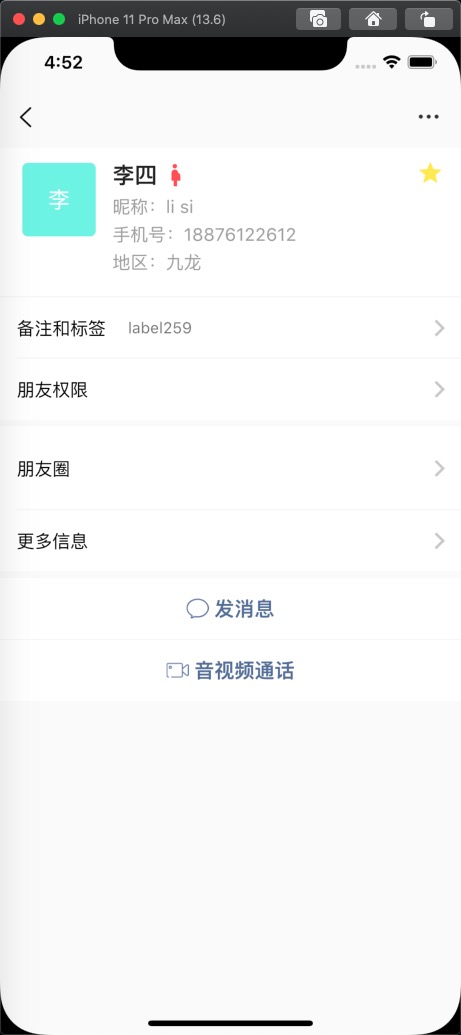 iPhone 11 Pro Max (13.6)
4:52
李
李四
昵称：li si
手机号：18876122612
地区：九龙
备注和标签 label259
朋友权限
朋友圈
更多信息
发消息
音视频通话